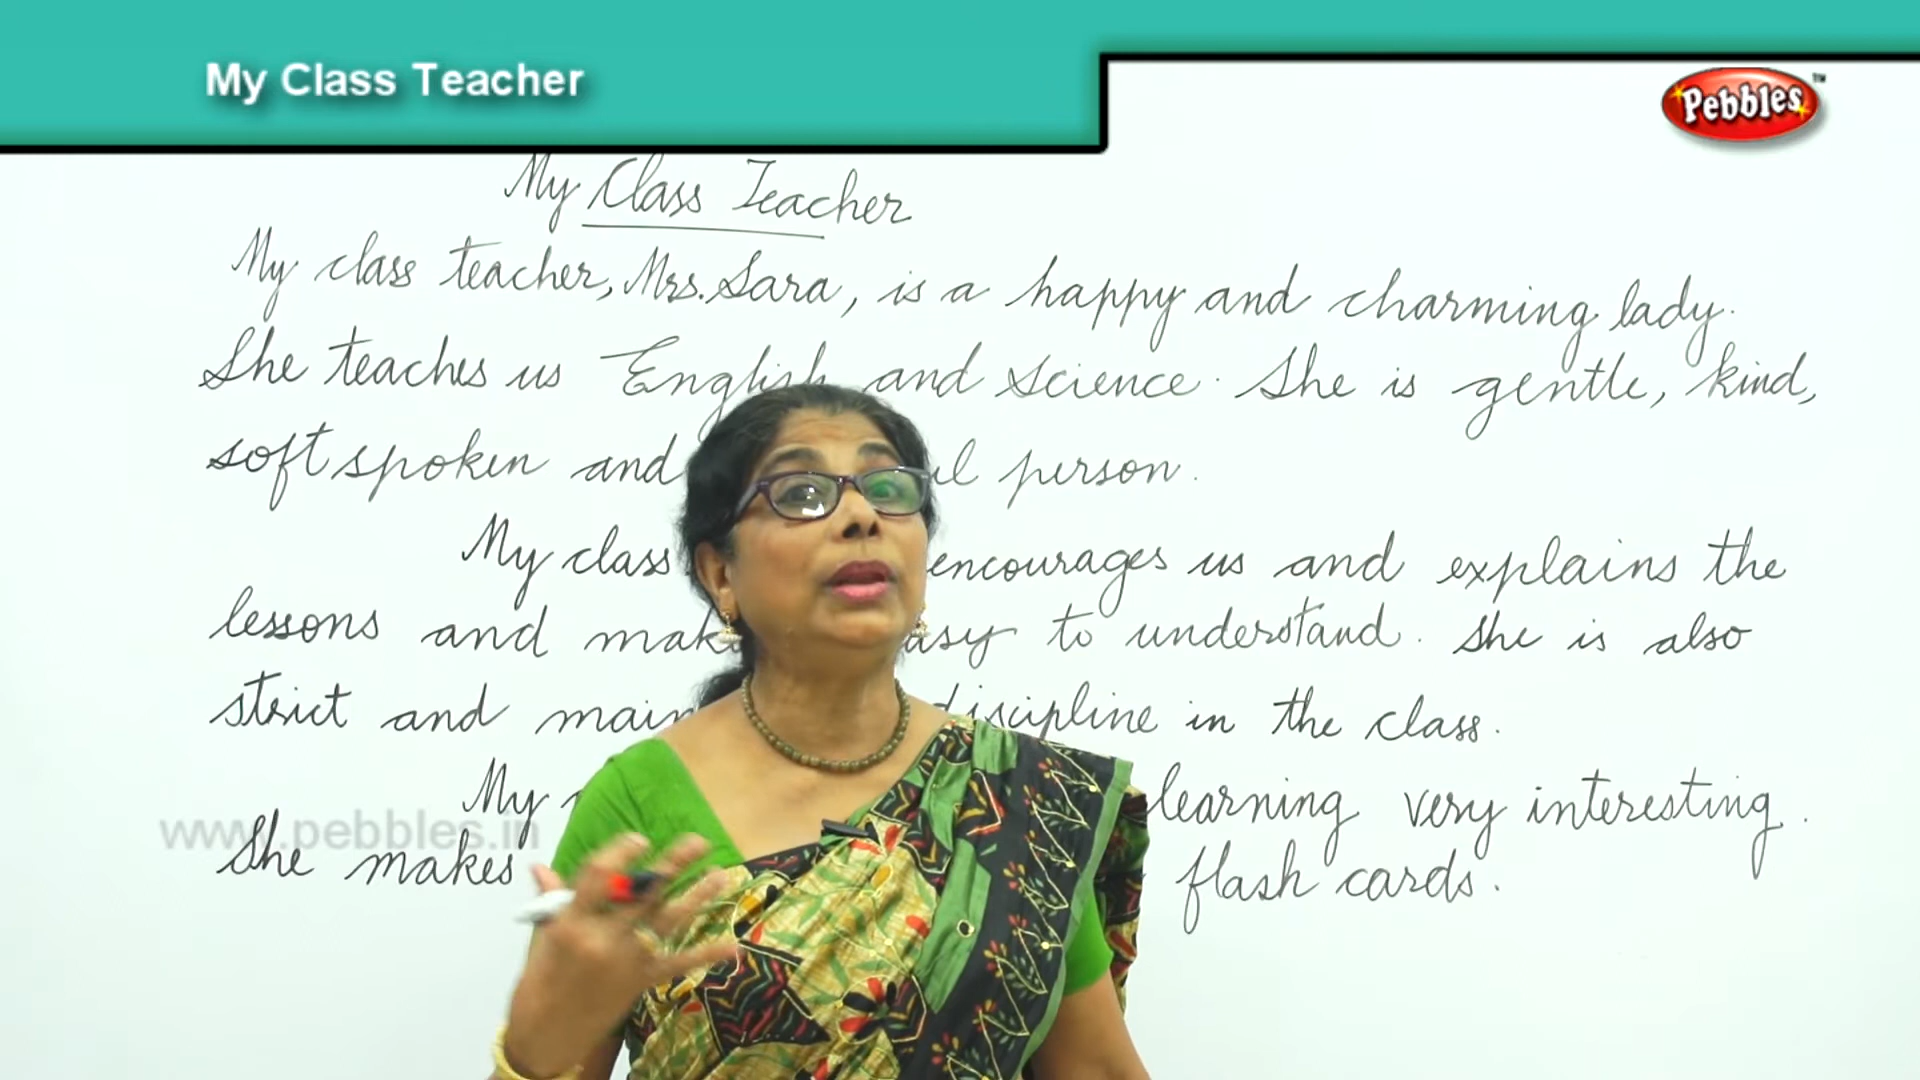 My Class Teacher
Pebbles™
My Class Teacher
My class teacher, Mrs. Sara, is a happy and charming lady.
She teaches us English and science. She is gentle, kind,
soft spoken and person.
My class encourages us and explains the
lessons and to understand. She is also
strict and discipline in the class.
My learning very interesting.
www.pebbles.in
She makes flash cards.